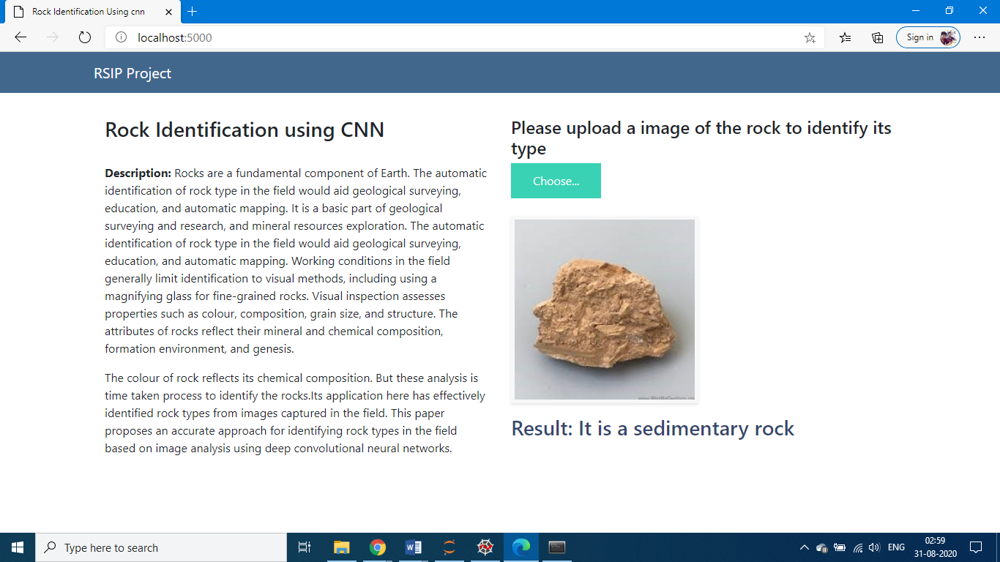 Rock Identification Using cnn
localhost:5000
Sign in
RSIP Project
Rock Identification using CNN
Description: Rocks are a fundamental component of Earth. The automatic
identification of rock type in the field would aid geological surveying,
education, and automatic mapping. It is a basic part of geological
surveying and research, and mineral resources exploration. The automatic
identification of rock type in the field would aid geological surveying,
education, and automatic mapping. Working conditions in the field
generally limit identification to visual methods, including using a
magnifying glass for fine-grained rocks. Visual inspection assesses
properties such as colour, composition, grain size, and structure. The
attributes of rocks reflect their mineral and chemical composition,
formation environment, and genesis.
The colour of rock reflects its chemical composition. But these analysis is
time taken process to identify the rocks.Its application here has effectively
identified rock types from images captured in the field. This paper
proposes an accurate approach for identifying rock types in the field
based on image analysis using deep convolutional neural networks.
Please upload a image of the rock to identify its
type
Choose...
Result: It is a sedimentary rock
Type here to search
ENG
02:59
31-08-2020